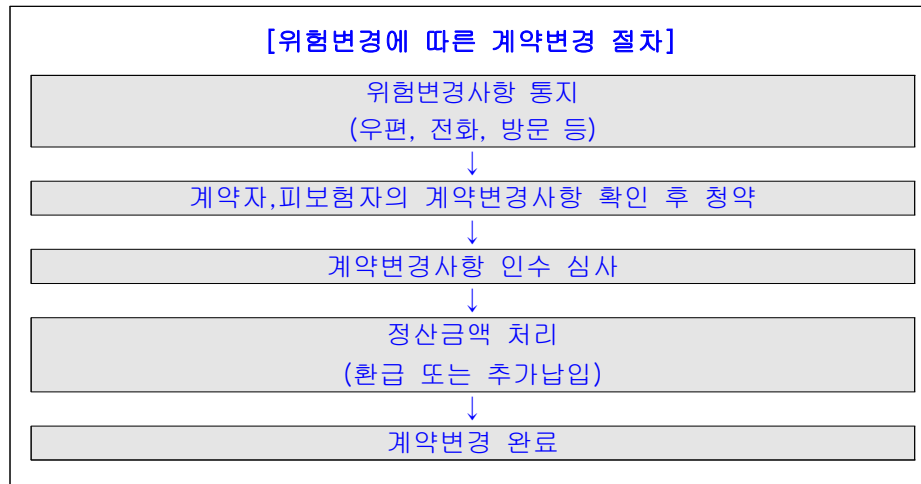 [위험변경에 따른 계약변경 절차]
위험변경사항 통지
(우편, 전화, 방문 등)
↓
계약자,피보험자의 계약변경사항 확인 후 청약
↓
계약변경사항 인수 심사
↓
정산금액 처리
(환급 또는 추가납입)
↓
계약변경 완료